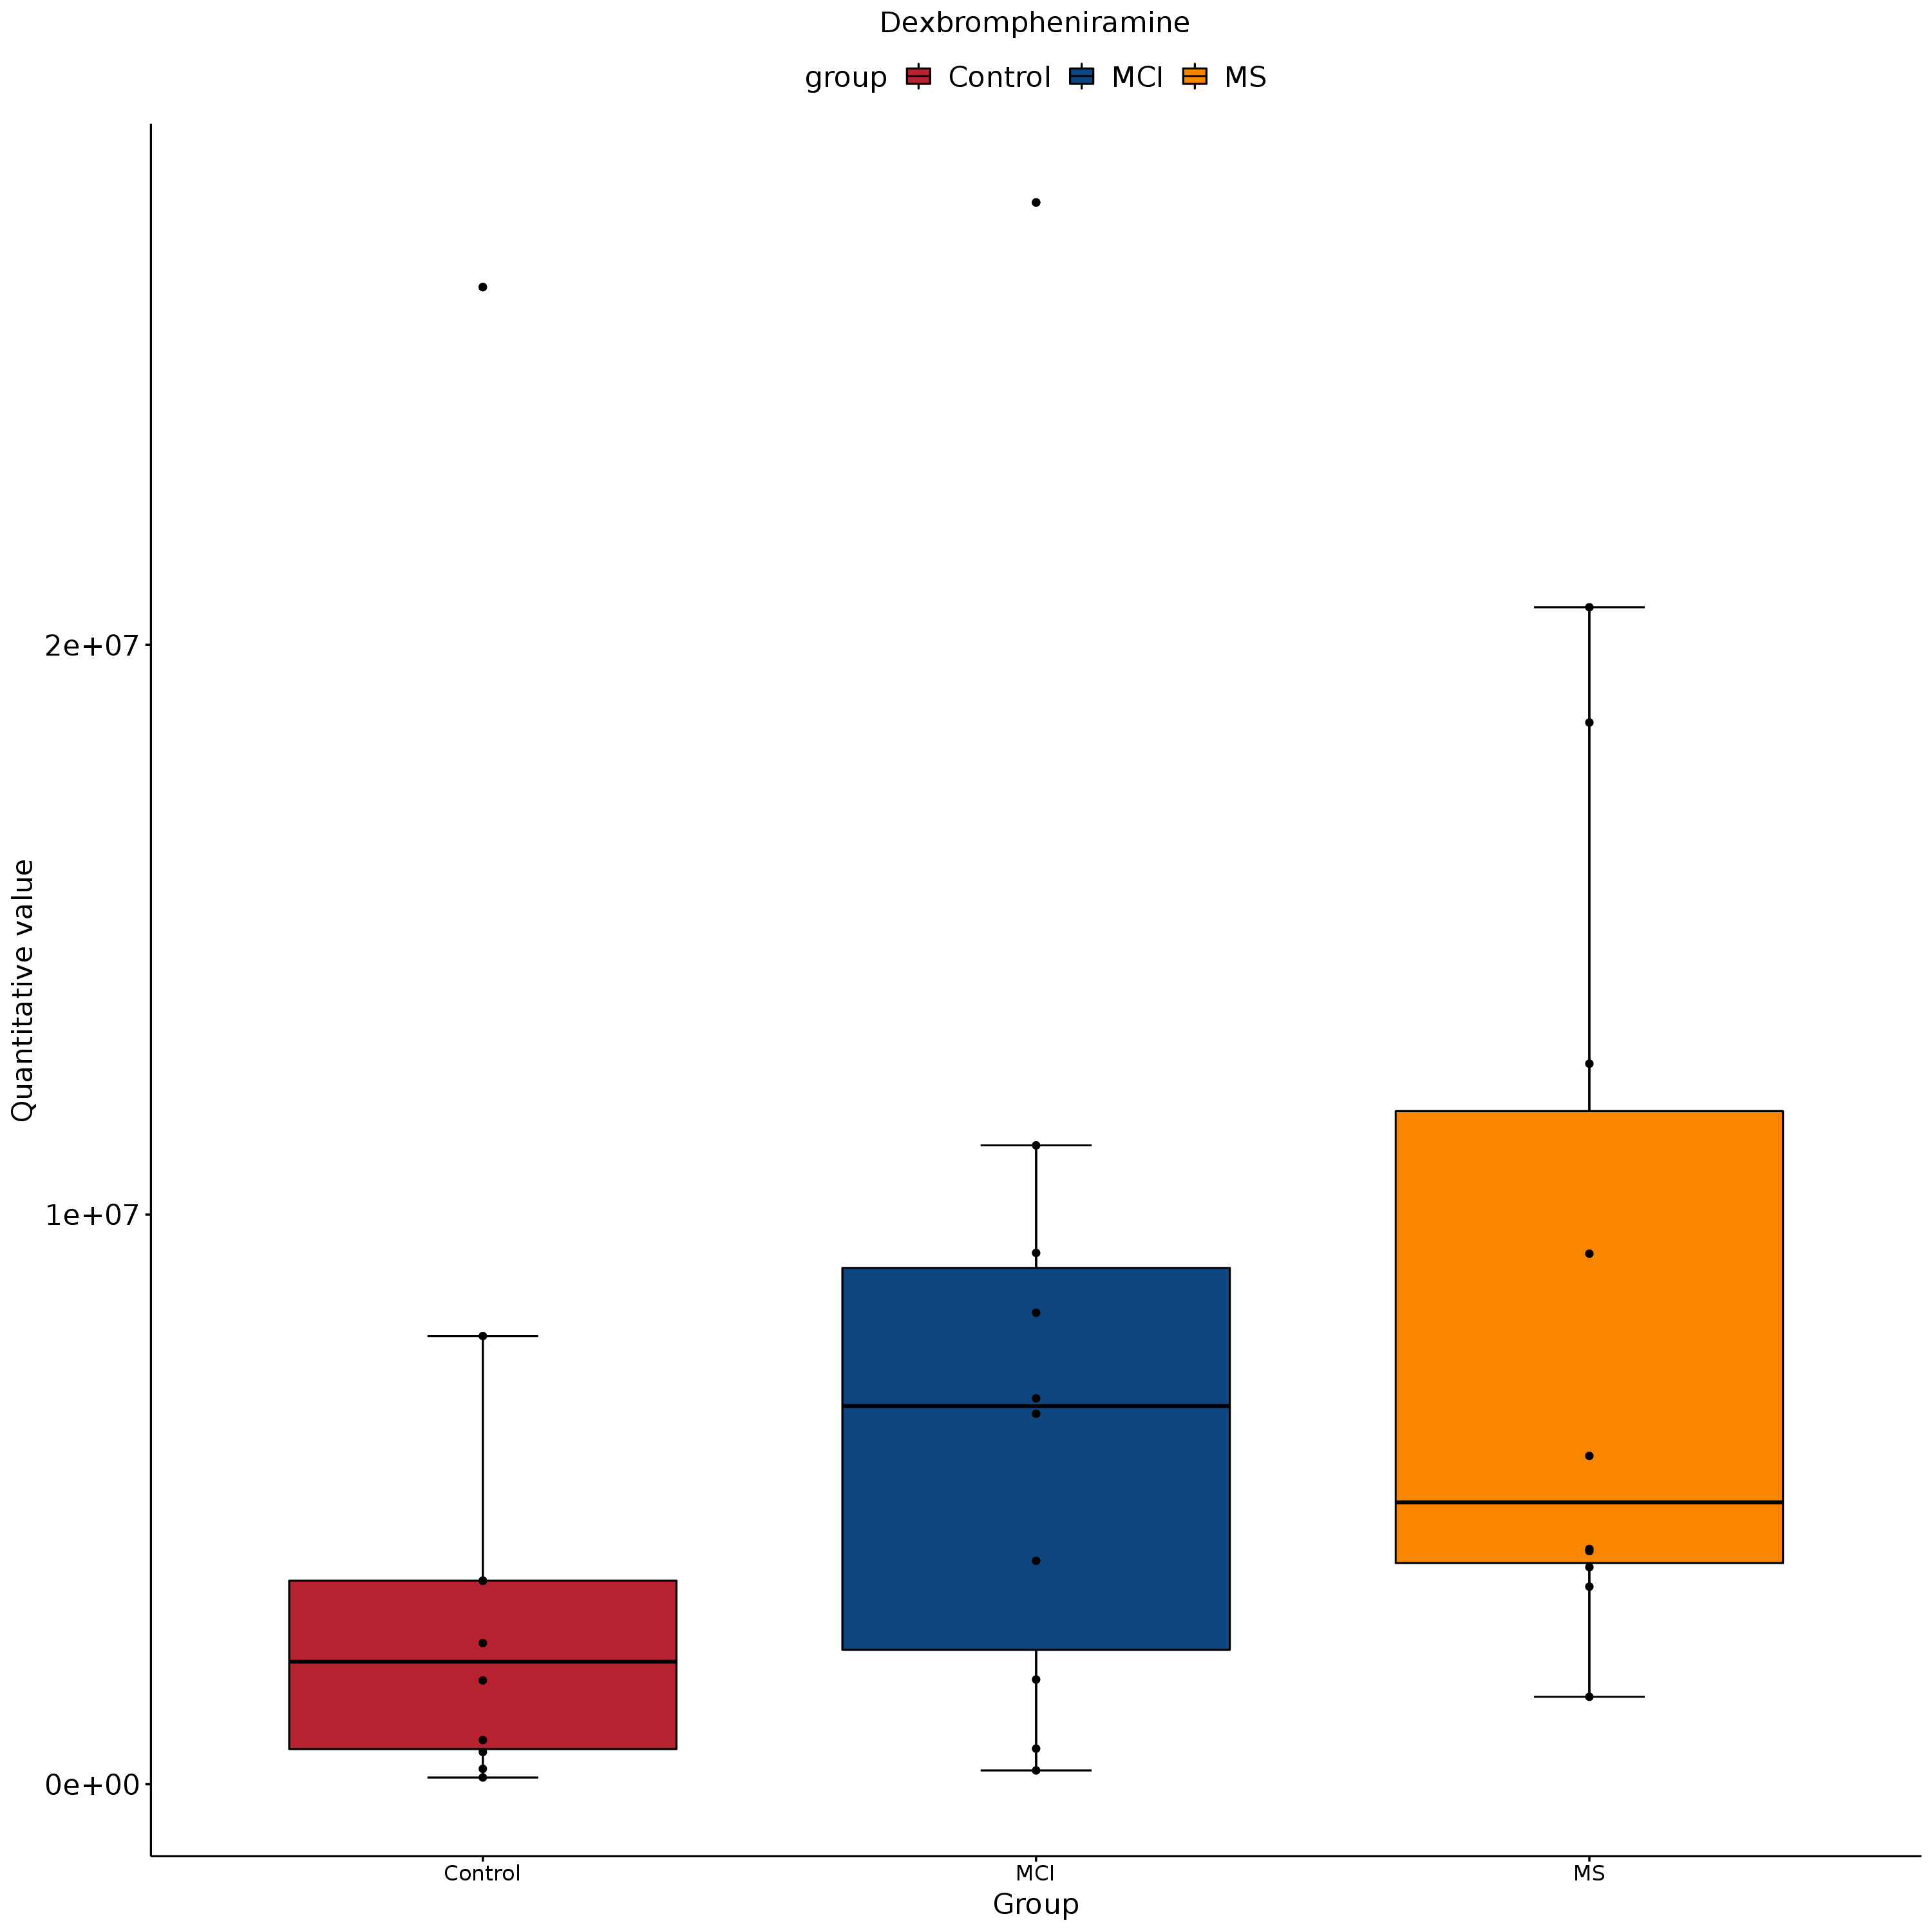 Dexbrompheniramine
group Control MCI MS
Quantitative value
2e+07
1e+07
0e+00
Control MCI MS
Group